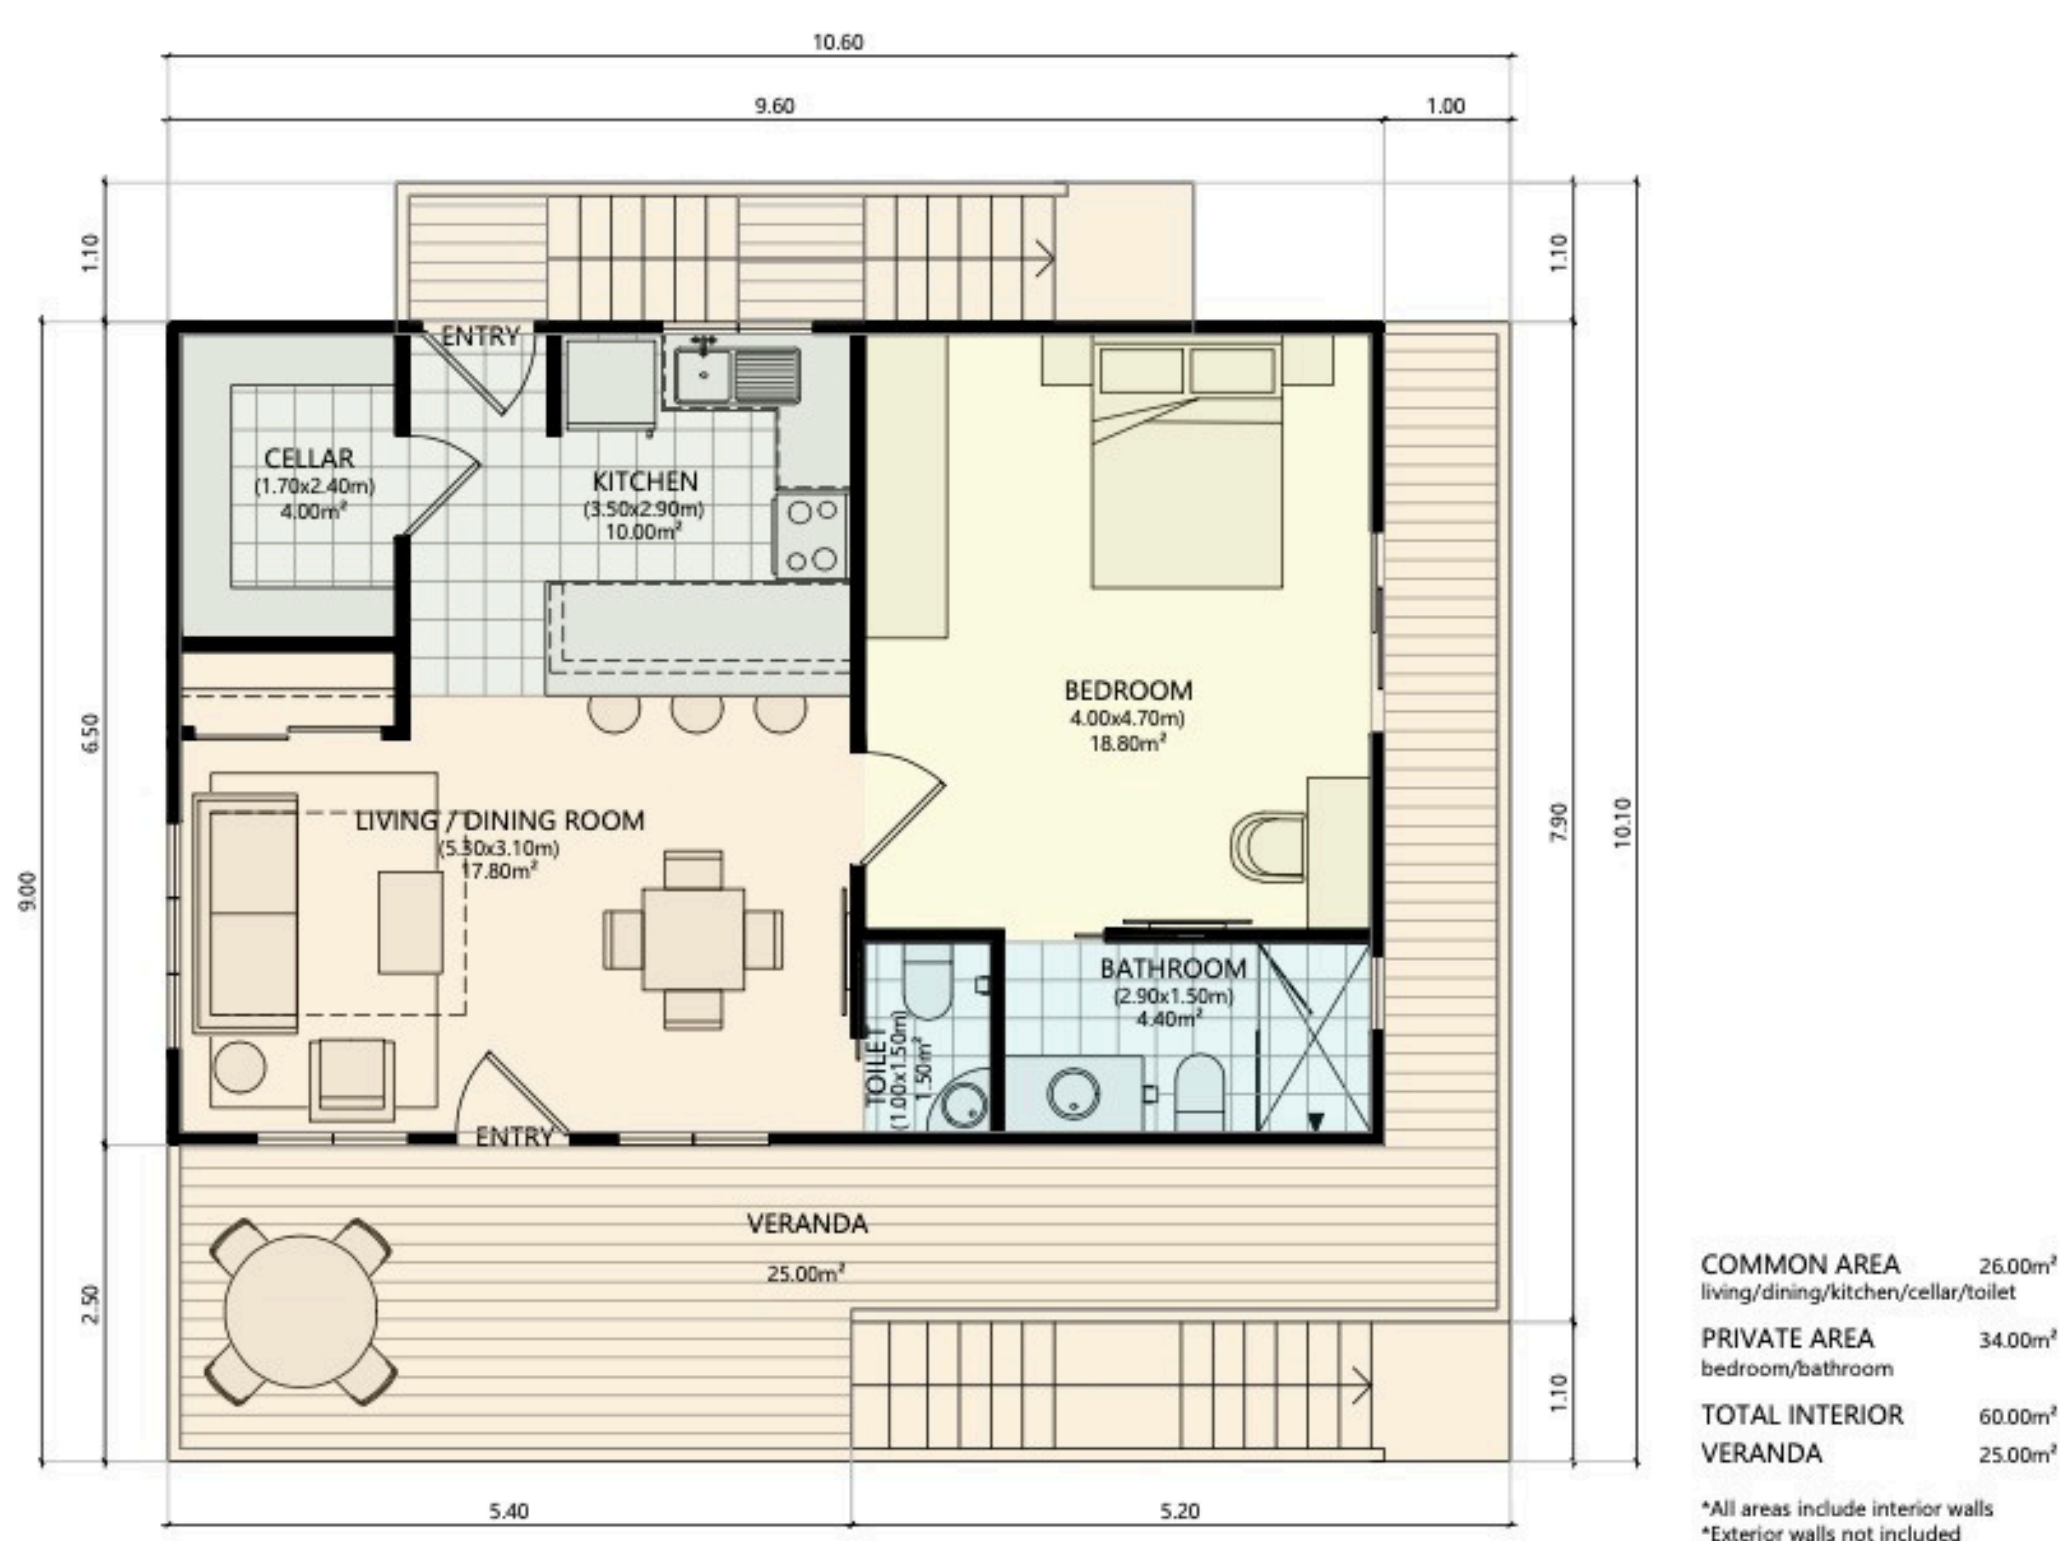 10.60
9.60
1.00
1.10
1.10
ENTRY
CELLAR
(1.70x2.40m)
4.00m²
KITCHEN
(3.50x2.90m)
10.00m²
BEDROOM
4.00x4.70m)
18.80m²
6.50
9.00
7.90
10.10
LIVING / DINING ROOM
(5.30x3.10m)
17.80m²
BATHROOM
(2.90x1.50m)
4.40m²
TOILET
(1.00x1.50m)
1.50m²
ENTRY
VERANDA
25.00m²
2.50
1.10
5.40
5.20
COMMON AREA 26.00m²
living/dining/kitchen/cellar/toilet
PRIVATE AREA 34.00m²
bedroom/bathroom
TOTAL INTERIOR 60.00m²
VERANDA 25.00m²
*All areas include interior walls
*Exterior walls not included